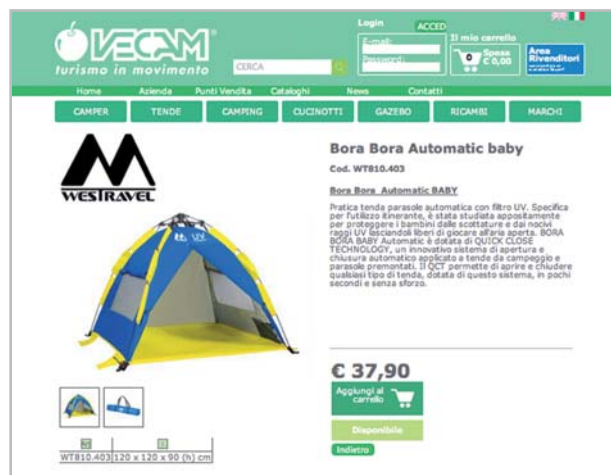 Login
ACCED
VECAM
turismo in movimento
CERCA
E-mail:
Password:
Il mio carrello
0
Spesa
€ 0,00
Area
Rivenditori
Home Azienda Punti Vendita Cataloghi News Contatti
CAMPER TENDE CAMPING CUCINOTTI GAZEBO RICAMBI MARCHI
WESTRAVEL
UV
Bora Bora Automatic baby
Cod. WT810.403
Bora Bora Automatic BABY
Pratica tenda parasole automatica con filtro UV. Specifica
per l'utilizzo itinerante, è stata studiata appositamente
per proteggere i bambini dalle scottature e dai nocivi
raggi UV lasciandoli liberi di giocare all'aria aperta. BORA
BORA BABY Automatic è dotata di QUICK CLOSE
TECHNOLOGY, un innovativo sistema di apertura e
chiusura automatico applicato a tende da campeggio e
parasole premontati. Il QCT permette di aprire e chiudere
qualsiasi tipo di tenda, dotata di questo sistema, in pochi
secondi e senza sforzo.
€ 37,90
Aggiungi al
carrello
Disponibile
Indietro
WT810.403 120 x 120 x 90 (h) cm